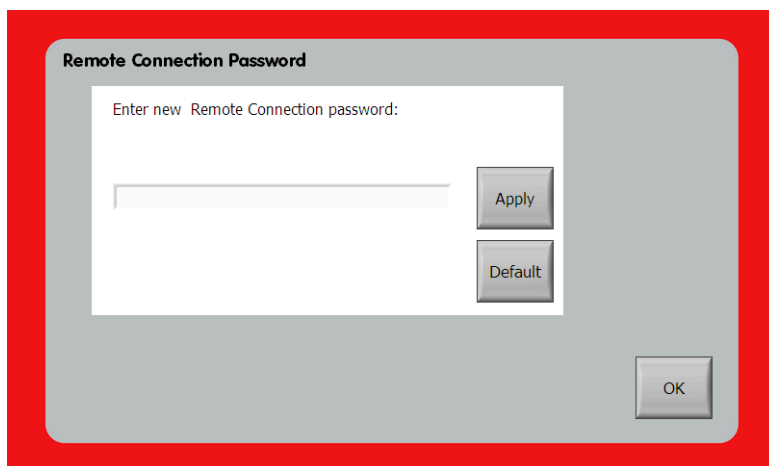 Remote Connection Password
Enter new Remote Connection password:
Apply
Default
OK